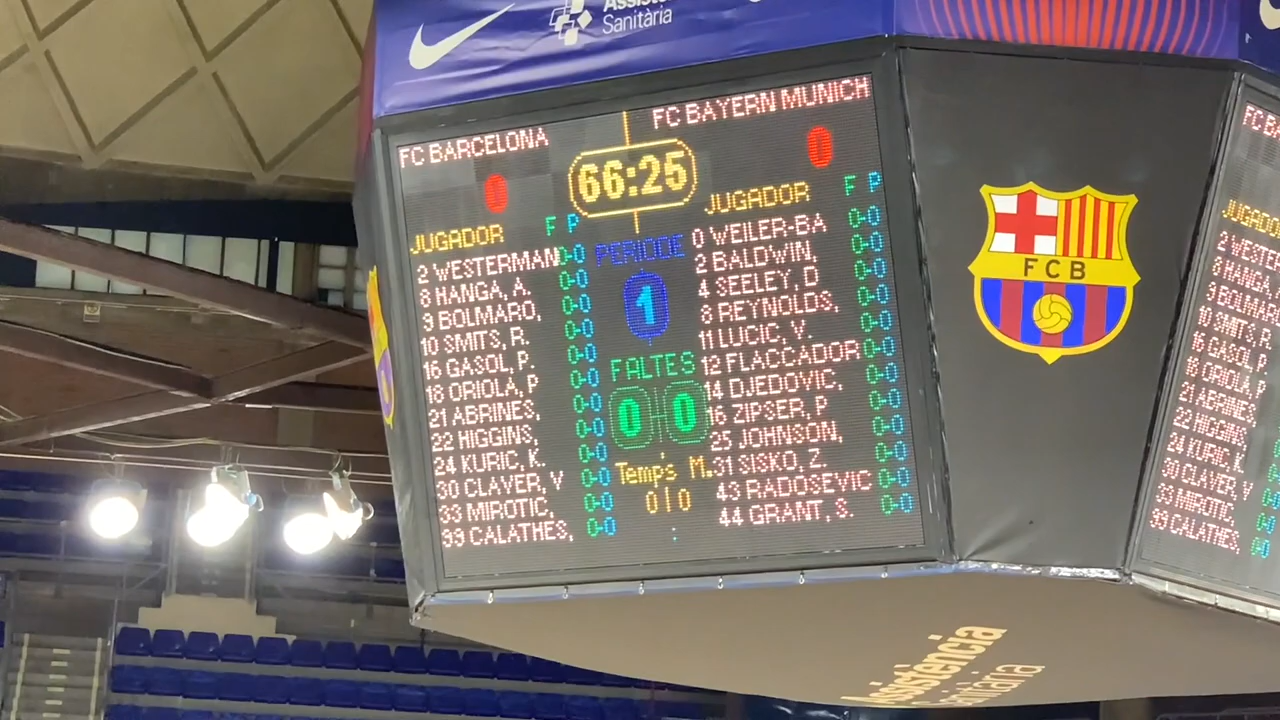 Assist
Sanitària
FC BARCELONA
FC BAYERN MUNICH
0
66:25
0
JUGADOR F P
JUGADOR F P
PERIODE
1
FALTES
0 0
Temps M.
0|0
2 WESTERMAN 0-0
8 HANGA, A. 0-0
9 BOLMARO, 0-0
10 SMITS, R. 0-0
16 GASOL, P. 0-0
18 ORIOLA, P 0-0
21 ABRINES, 0-0
22 HIGGINS, 0-0
24 KURIC, K. 0-0
30 CLAVER, V 0-0
33 MIROTIC, 0-0
99 CALATHES, 0-0
0 WEILER-BA 0-0
2 BALDWIN, 0-0
4 SEELEY, D 0-0
8 REYNOLDS, 0-0
11 LUCIC, V. 0-0
12 FLACCADOR 0-0
14 DJEDOVIC, 0-0
16 ZIPSER, P 0-0
25 JOHNSON, 0-0
31 SISKO, Z. 0-0
43 RADOSEVIC 0-0
44 GRANT, S. 0-0
FCB
FC BA
JUGADOR
2 WESTER
8 HANGA,
9 BOLMAR
10 SMITS, R
16 GASOL, P
18 ORIOLA,
21 ABRINES
22 HIGGINS
24 KURIC, K
30 CLAVER, V
33 MIROTIC,
99 CALATHES,
Assistència
Sanitària